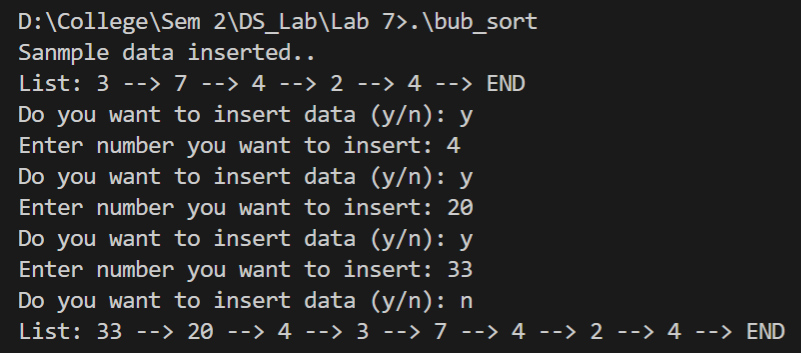 D:\College\Sem 2\DS_Lab\Lab 7>.\bub_sort
Sanmple data inserted..
List: 3 --> 7 --> 4 --> 2 --> 4 --> END
Do you want to insert data (y/n): y
Enter number you want to insert: 4
Do you want to insert data (y/n): y
Enter number you want to insert: 20
Do you want to insert data (y/n): y
Enter number you want to insert: 33
Do you want to insert data (y/n): n
List: 33 --> 20 --> 4 --> 3 --> 7 --> 4 --> 2 --> 4 --> END